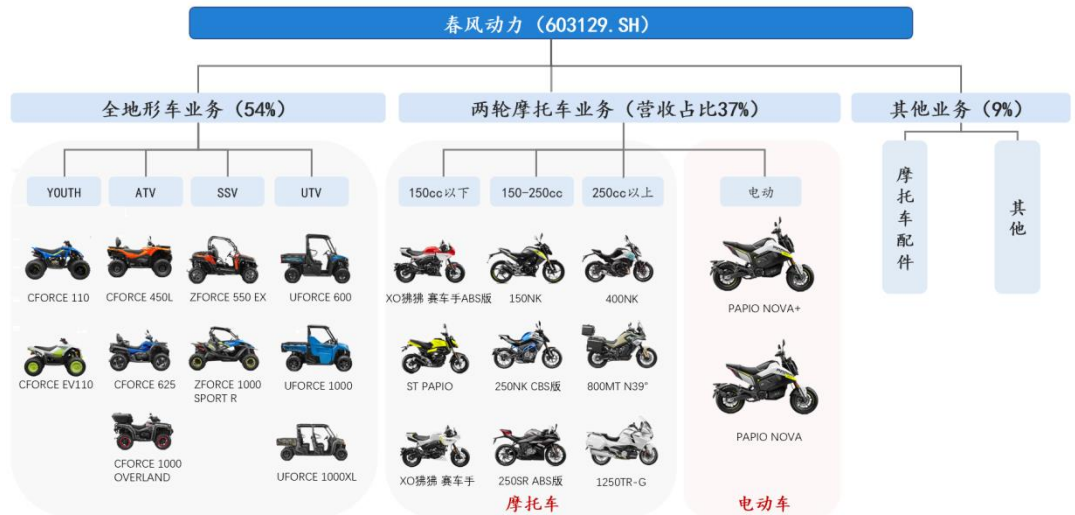 春风动力（603129.SH）
全地形车业务（54%）
两轮摩托车业务（营收占比37%）
其他业务（9%）
YOUTH
ATV
SSV
UTV
150cc以下
150-250cc
250cc以上
电动
摩托车配件
其他
CFORCE 110
CFORCE 450L
ZFORCE 550 EX
UFORCE 600
XO狒狒 赛车手ABS版
150NK
400NK
PAPIO NOVA+
CFORCE EV110
CFORCE 625
ZFORCE 1000
SPORT R
UFORCE 1000
ST PAPIO
250NK CBS版
800MT N39°
PAPIO NOVA
CFORCE 1000
OVERLAND
UFORCE 1000XL
XO狒狒 赛车手
250SR ABS版
1250TR-G
摩托车
电动车